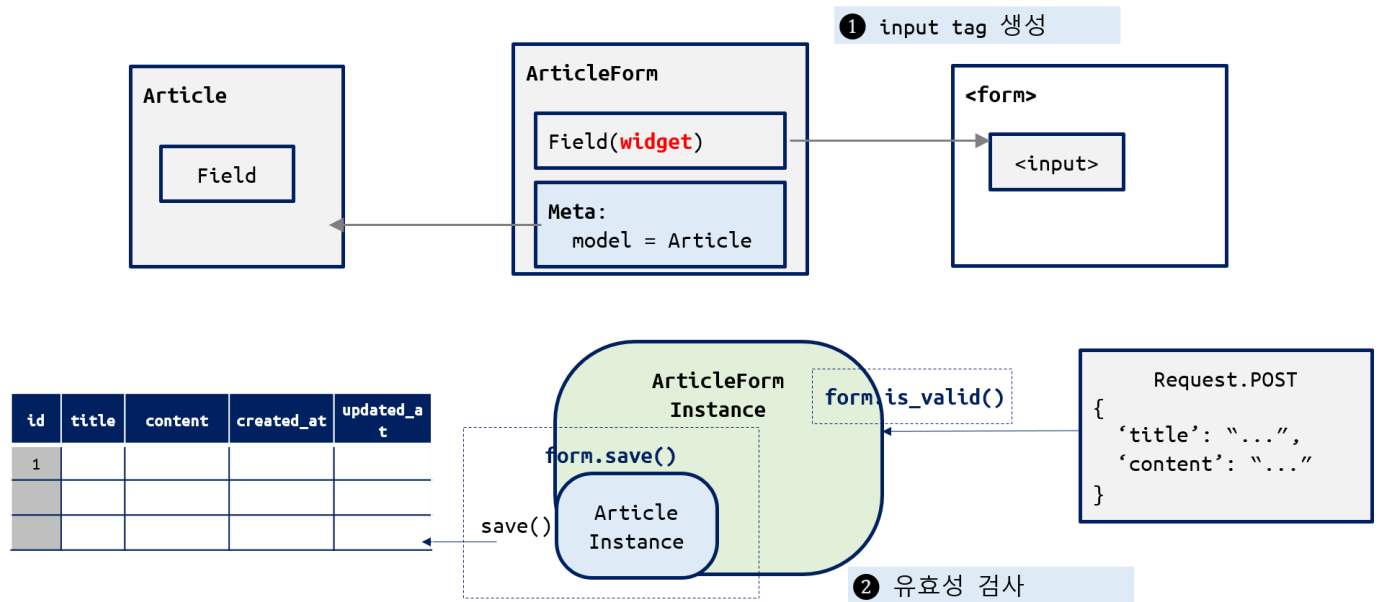 ❶ input tag 생성
Article
Field
ArticleForm
Field(widget)
Meta:
model = Article
<form>
<input>
id title content created_at updated_a
t
1
save()
form.save()
Article
Instance
ArticleForm
Instance
form.is_valid()
Request.POST
{
‘title’: “...”,
‘content’: “...”
}
❷ 유효성 검사